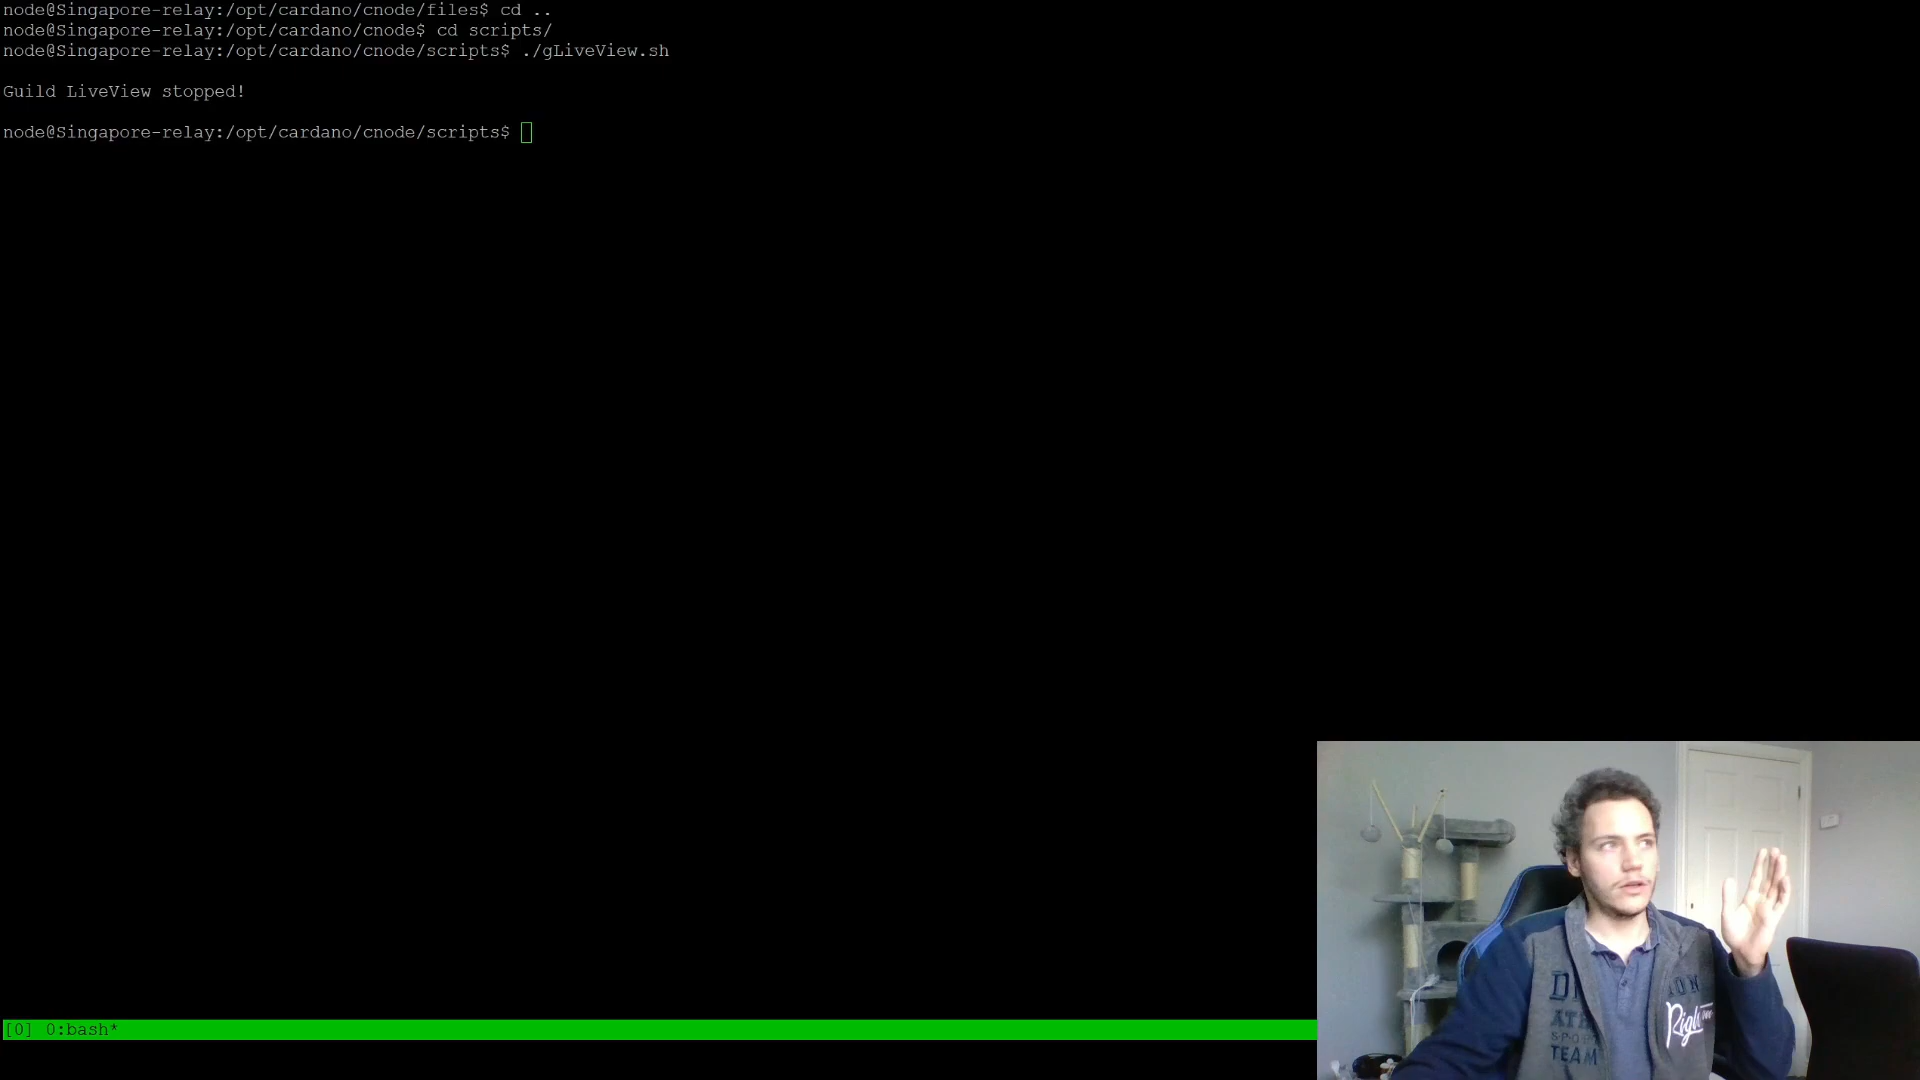 node@Singapore-relay:/opt/cardano/cnode/files$ cd ..
node@Singapore-relay:/opt/cardano/cnode$ cd scripts/
node@Singapore-relay:/opt/cardano/cnode/scripts$ ./gLiveView.sh
Guild LiveView stopped!
node@Singapore-relay:/opt/cardano/cnode/scripts$
[0] 0:bash*
TEAM